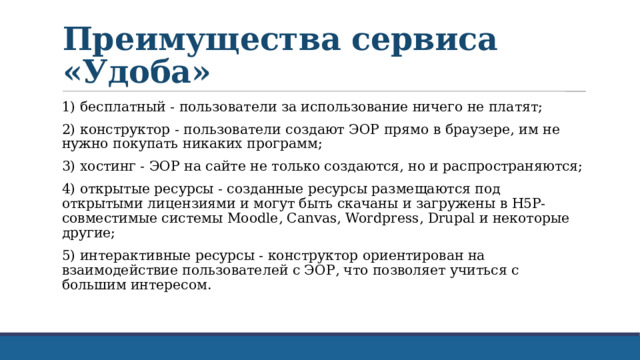 Преимущества сервиса
«Удоба»
1) бесплатный - пользователи за использование ничего не платят;
2) конструктор - пользователи создают ЭОР прямо в браузере, им не
нужно покупать никаких программ;
3) хостинг - ЭОР на сайте не только создаются, но и распространяются;
4) открытые ресурсы - созданные ресурсы размещаются под
открытыми лицензиями и могут быть скачаны и загружены в H5P-
совместимые системы Moodle, Canvas, Wordpress, Drupal и некоторые
другие;
5) интерактивные ресурсы - конструктор ориентирован на
взаимодействие пользователей с ЭОР, что позволяет учиться с
большим интересом.